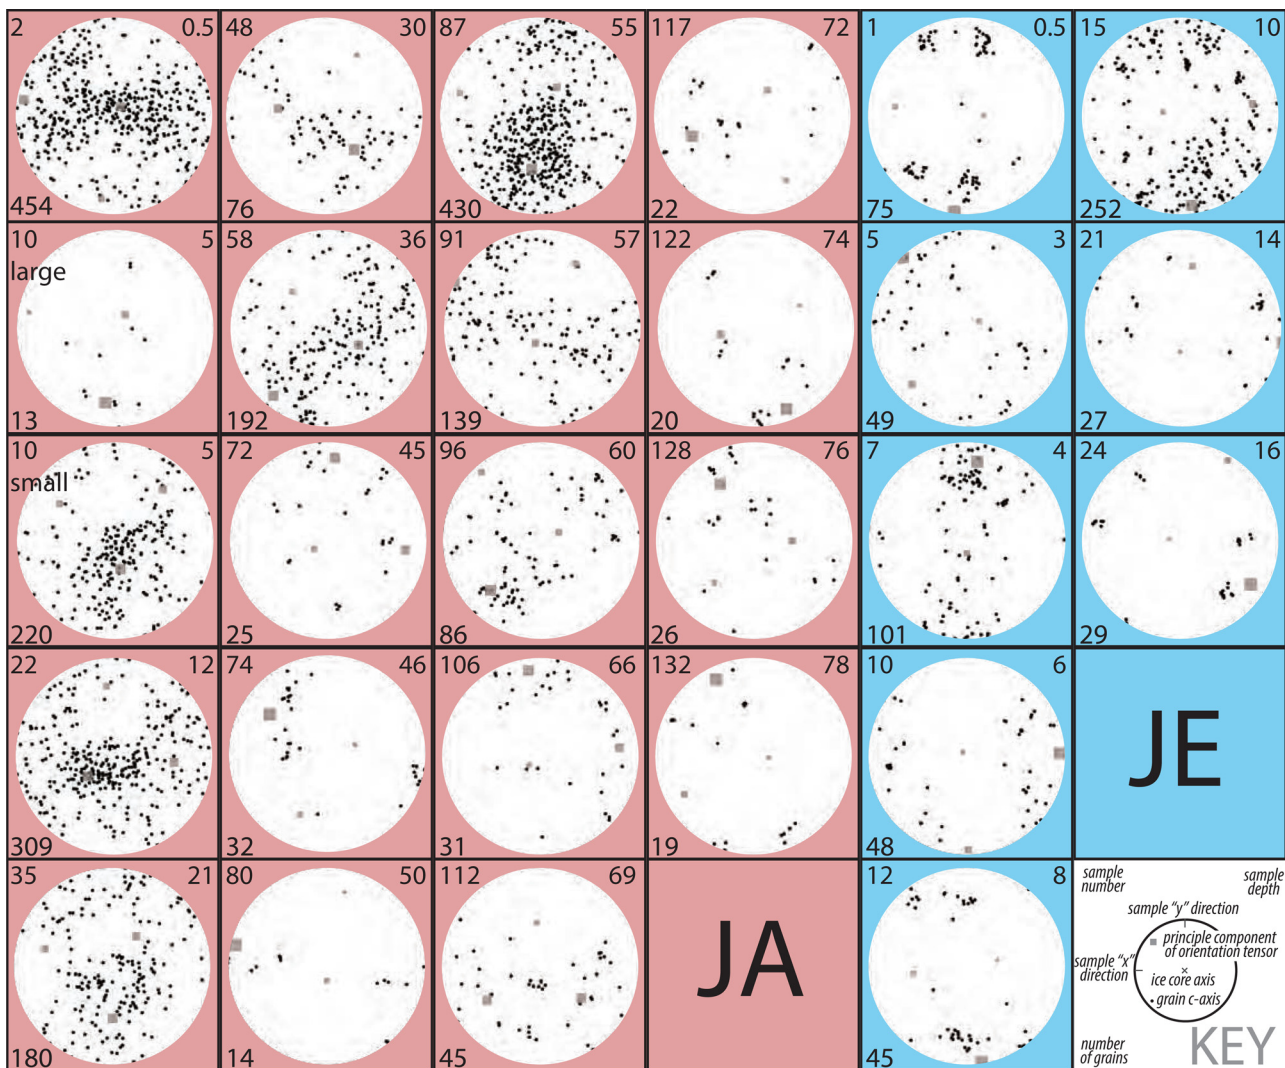 2 0.5 48 30 87 55 117 72 1 0.5 15 10
454 76 430 22 75 252
10 5 58 36 91 57 122 74 5 3 21 14
large
13 192 139 20 49 27
10 5 72 45 96 60 128 76 7 4 24 16
small
220 25 86 26 101 29
22 12 74 46 106 66 132 78 10 6
JE
309 32 31 19 48
35 21 80 50 112 69 12 8
JA
180 14 45 45
sample number
sample depth
sample "y" direction
principle component
of orientation tensor
sample "x"
direction
ice core axis
grain c-axis
number
of grains
KEY